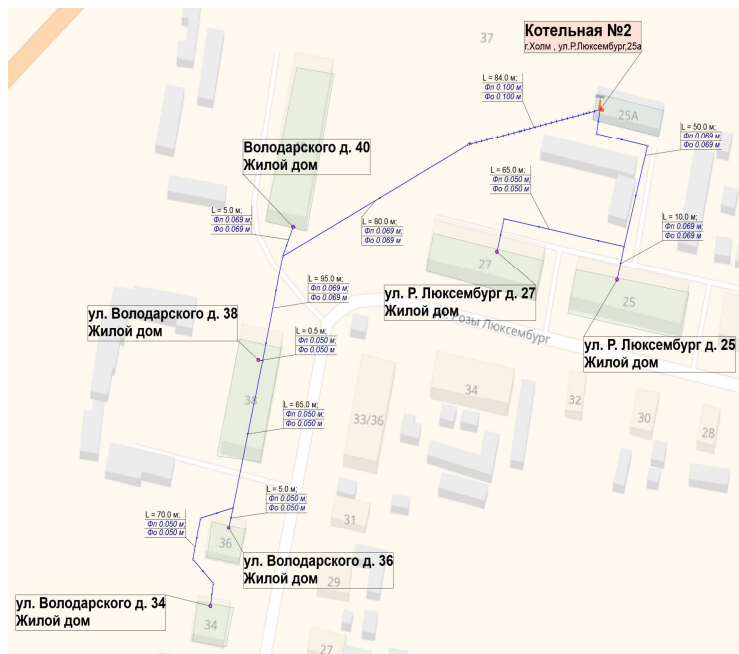 37
Котельная №2
г.Холм , ул.Р.Люксембург,25а
L = 84.0 м;
Фп 0.100 м;
Фо 0.100 м
25А
L = 50.0 м;
Фп 0.069 м;
Фо 0.069 м
Володарского д. 40
Жилой дом
L = 65.0 м;
Фп 0.050 м;
Фо 0.050 м
L = 5.0 м;
Фп 0.069 м;
Фо 0.069 м
L = 80.0 м;
Фп 0.069 м;
Фо 0.069 м
L = 10.0 м;
Фп 0.069 м;
Фо 0.069 м
27
25
L = 95.0 м;
Фп 0.069 м;
Фо 0.069 м
ул. Р. Люксембург д. 27
Жилой дом
ул. Володарского д. 38
Жилой дом
Розы Люксембург
L = 0.5 м;
Фп 0.050 м;
Фо 0.050 м
ул. Р. Люксембург д. 25
Жилой дом
38
34
32
30
28
33/36
L = 65.0 м;
Фп 0.050 м;
Фо 0.050 м
L = 5.0 м;
Фп 0.050 м;
Фо 0.050 м
L = 70.0 м;
Фп 0.050 м;
Фо 0.050 м
31
36
ул. Володарского д. 36
Жилой дом
29
ул. Володарского д. 34
Жилой дом
34
27